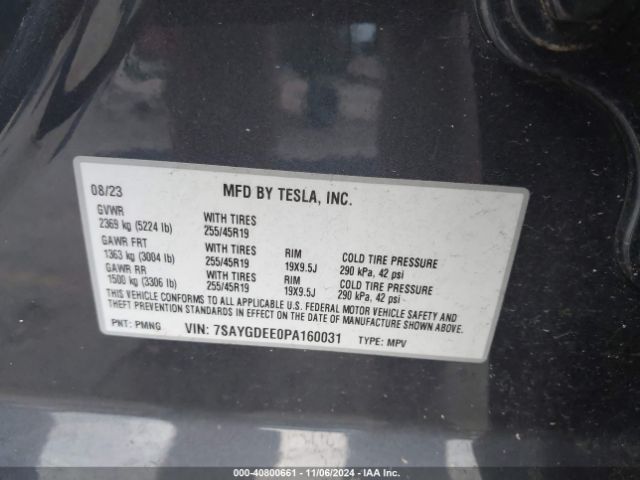 08/23 MFD BY TESLA, INC.
GVWR
2369 kg (5224 lb) WITH TIRES 255/45R19
GAWR FRT
1363 kg (3004 lb) WITH TIRES 255/45R19 RIM 19X9.5J COLD TIRE PRESSURE 290 kPa, 42 psi
GAWR RR
1500 kg (3306 lb) WITH TIRES 255/45R19 RIM 19X9.5J COLD TIRE PRESSURE 290 kPa, 42 psi
THIS VEHICLE CONFORMS TO ALL APPLICABLE U.S. FEDERAL MOTOR VEHICLE SAFETY AND
THEFT PREVENTION STANDARDS IN EFFECT ON THE DATE OF MANUFACTURE SHOWN ABOVE.
PNT: PMNG VIN: 7SAYGDEE0PA160031 TYPE: MPV
000-40800661 - 11/06/2024 - IAA Inc.